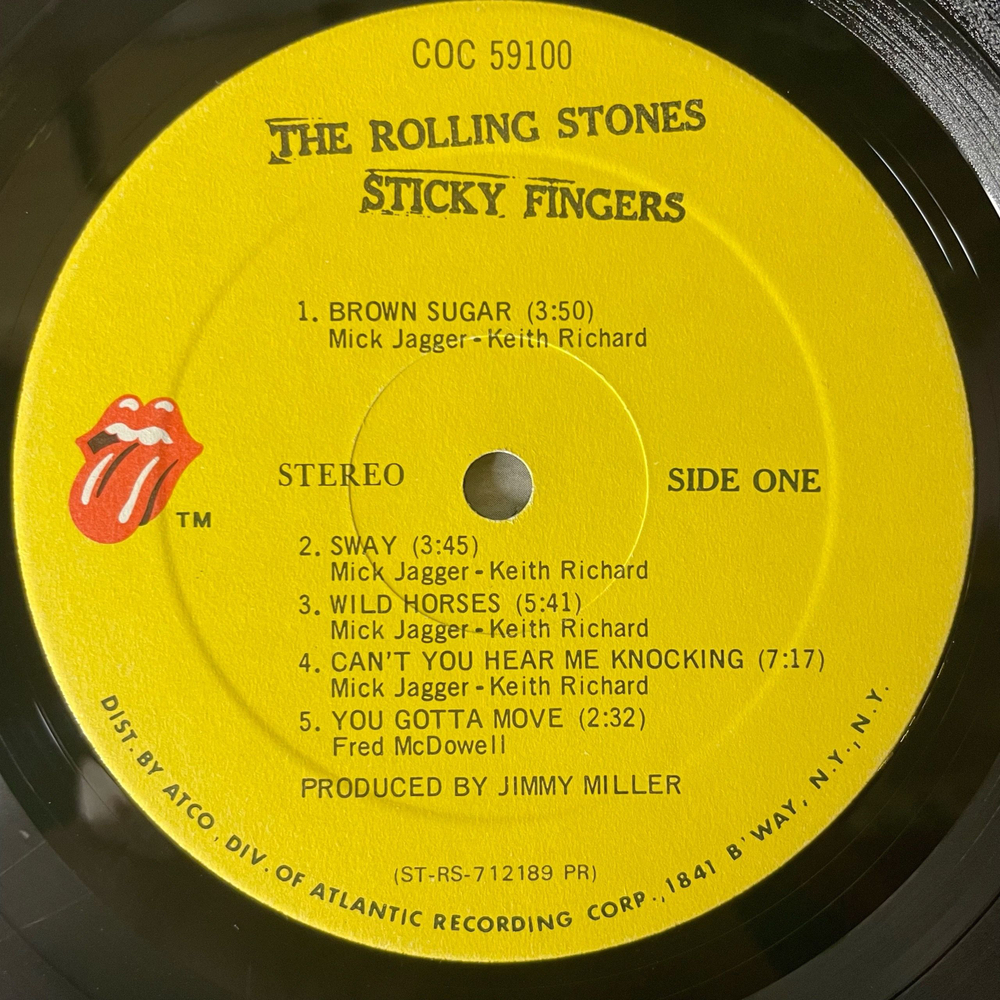 COC 59100
THE ROLLING STONES
STICKY FINGERS
1. BROWN SUGAR (3:50)
Mick Jagger-Keith Richard
TM
STEREO
SIDE ONE
2. SWAY (3:45)
Mick Jagger-Keith Richard
3. WILD HORSES (5:41)
Mick Jagger-Keith Richard
4. CAN'T YOU HEAR ME KNOCKING (7:17)
Mick Jagger-Keith Richard
5. YOU GOTTA MOVE (2:32)
Fred McDowell
PRODUCED BY JIMMY MILLER
(ST-RS-712189 PR)
DIST. BY ATCO, DIV. OF ATLANTIC RECORDING CORP., 1841 B'WAY, N.Y., N.Y.